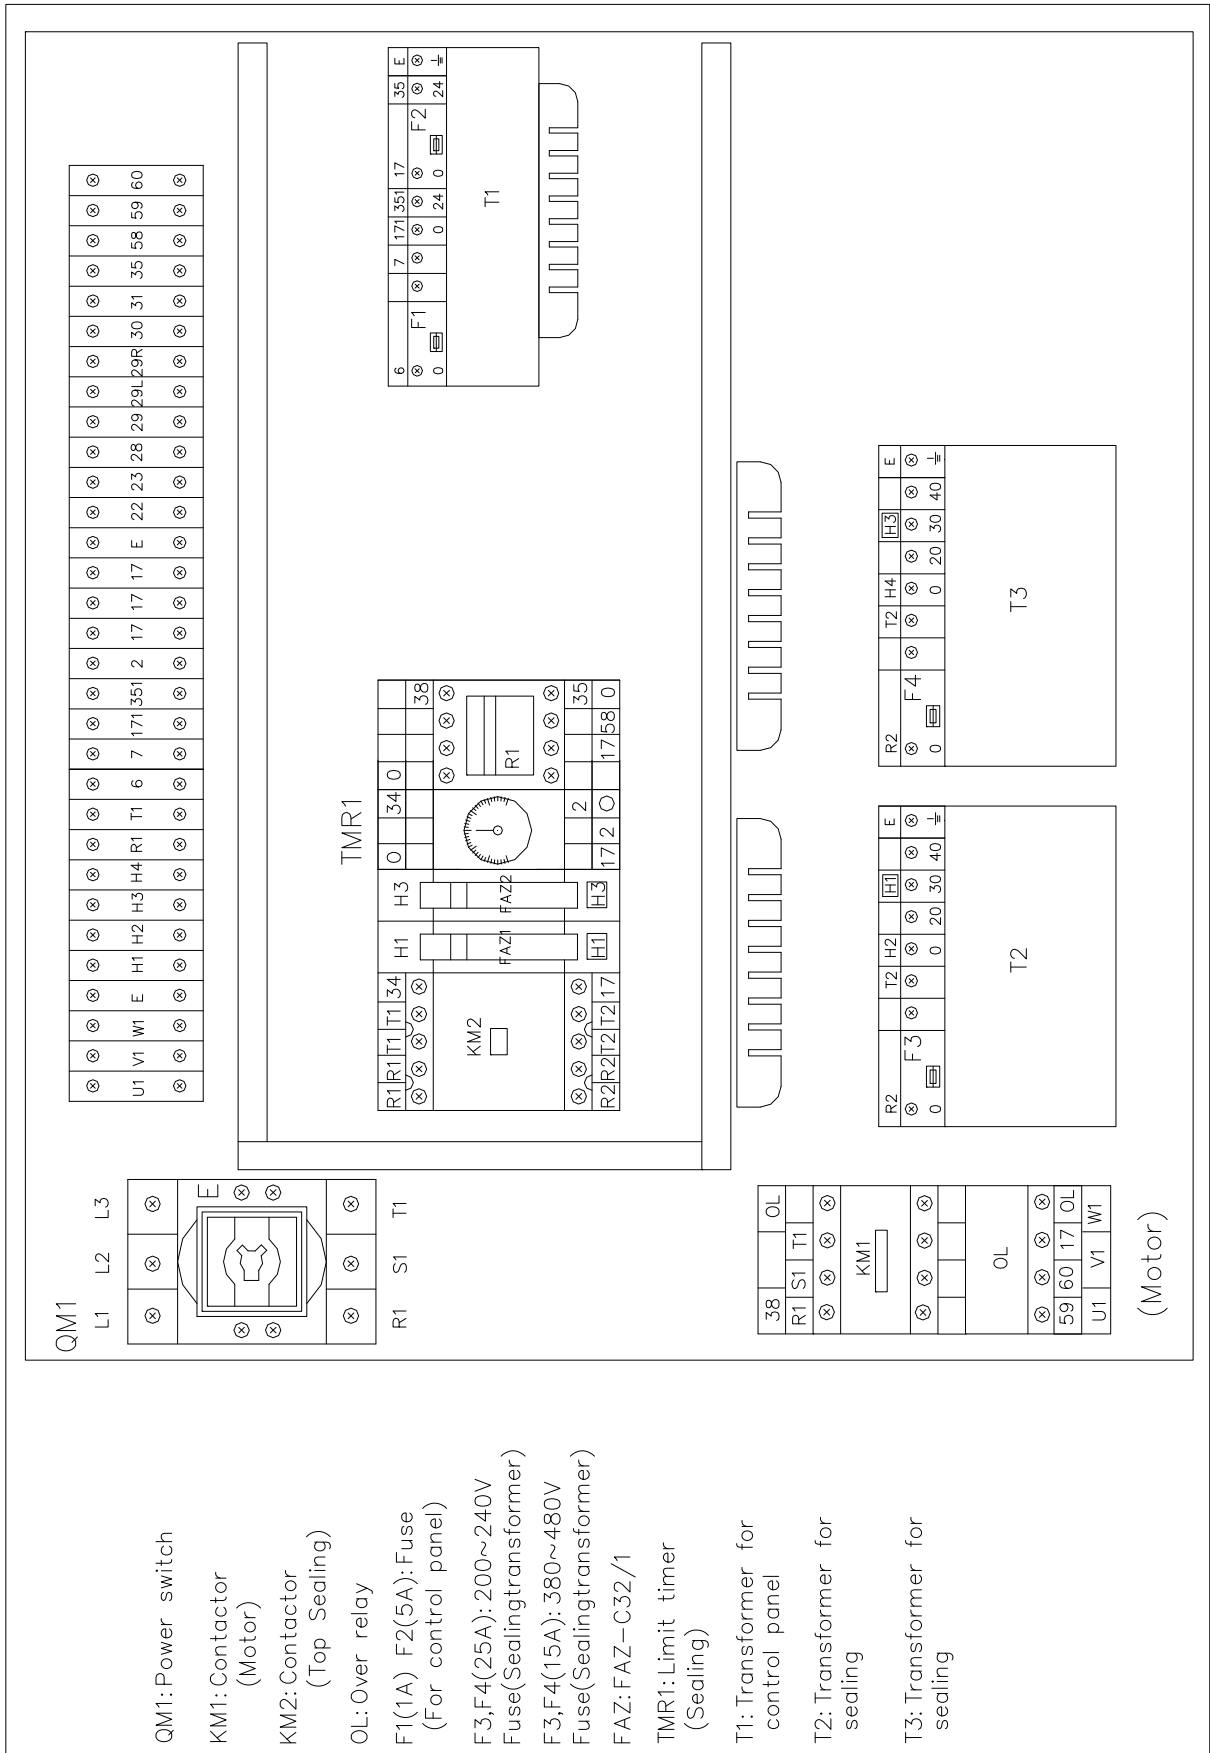 QM1: Power switch
KM1: Contactor
(Motor)
KM2: Contactor
(Top Sealing)
OL: Over relay
F1(1A) F2(5A): Fuse
(For control panel)
F3,F4(25A): 200~240V
Fuse(Sealingtransformer)
F3,F4(15A): 380~480V
Fuse(Sealingtransformer)
FAZ: FAZ-C32/1
TMR1: Limit timer
(Sealing)
T1: Transformer for
control panel
T2: Transformer for
sealing
T3: Transformer for
sealing
QM1
L1 L2 L3
E
R1 S1 T1
U1 V1 W1 E H1 H2 H3 H4 R1 T1 6 7 171 351 2 17 17 17 E 22 23 28 29 29L 29R 30 31 35 58 59 60
TMR1
R1 R1 T1 T1 34 H1 H3 0 34 0
38
KM2 FAZ1 FAZ2 R1
2 35
R2 R2 T2 T2 17 H1 H3 17 2 O 17 58 0
6 7 171 351 17 35 E
F1 F2
0 0 24 0 24
T1
38 OL
R1 S1 T1
KM1
OL
59 60 17 OL
U1 V1 W1
(Motor)
R2 T2 H2 H1 E
F3
0 0 20 30 40
T2
R2 T2 H4 H3 E
F4
0 0 20 30 40
T3